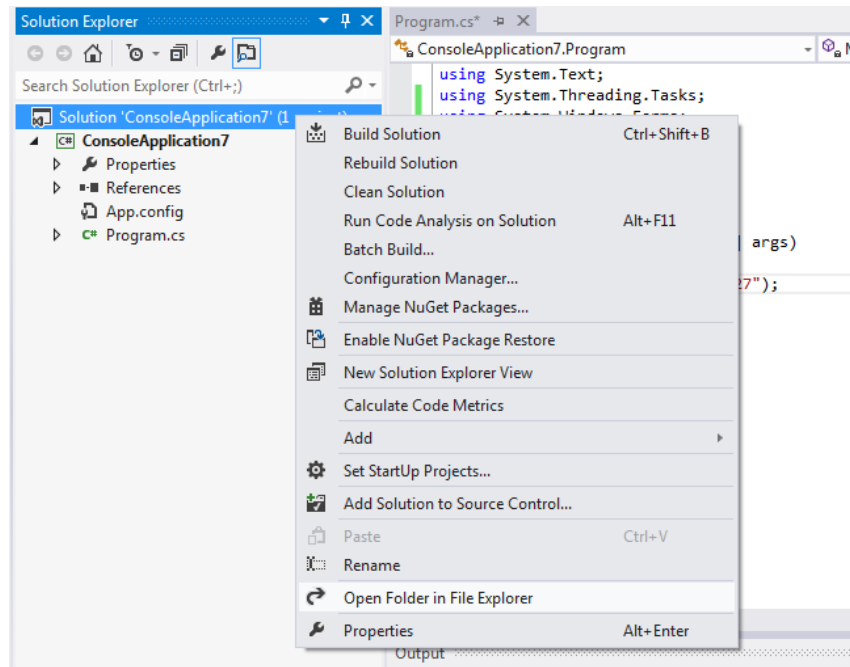 Solution Explorer
Search Solution Explorer (Ctrl+;)
Solution 'ConsoleApplication7' (1
C# ConsoleApplication7
Properties
References
App.config
C# Program.cs
Program.cs*
ConsoleApplication7.Program
using System.Text;
using System.Threading.Tasks;
args)
27");
Build Solution Ctrl+Shift+B
Rebuild Solution
Clean Solution
Run Code Analysis on Solution Alt+F11
Batch Build...
Configuration Manager...
Manage NuGet Packages...
Enable NuGet Package Restore
New Solution Explorer View
Calculate Code Metrics
Add
Set StartUp Projects...
Add Solution to Source Control...
Paste Ctrl+V
Rename
Open Folder in File Explorer
Properties Alt+Enter
Output